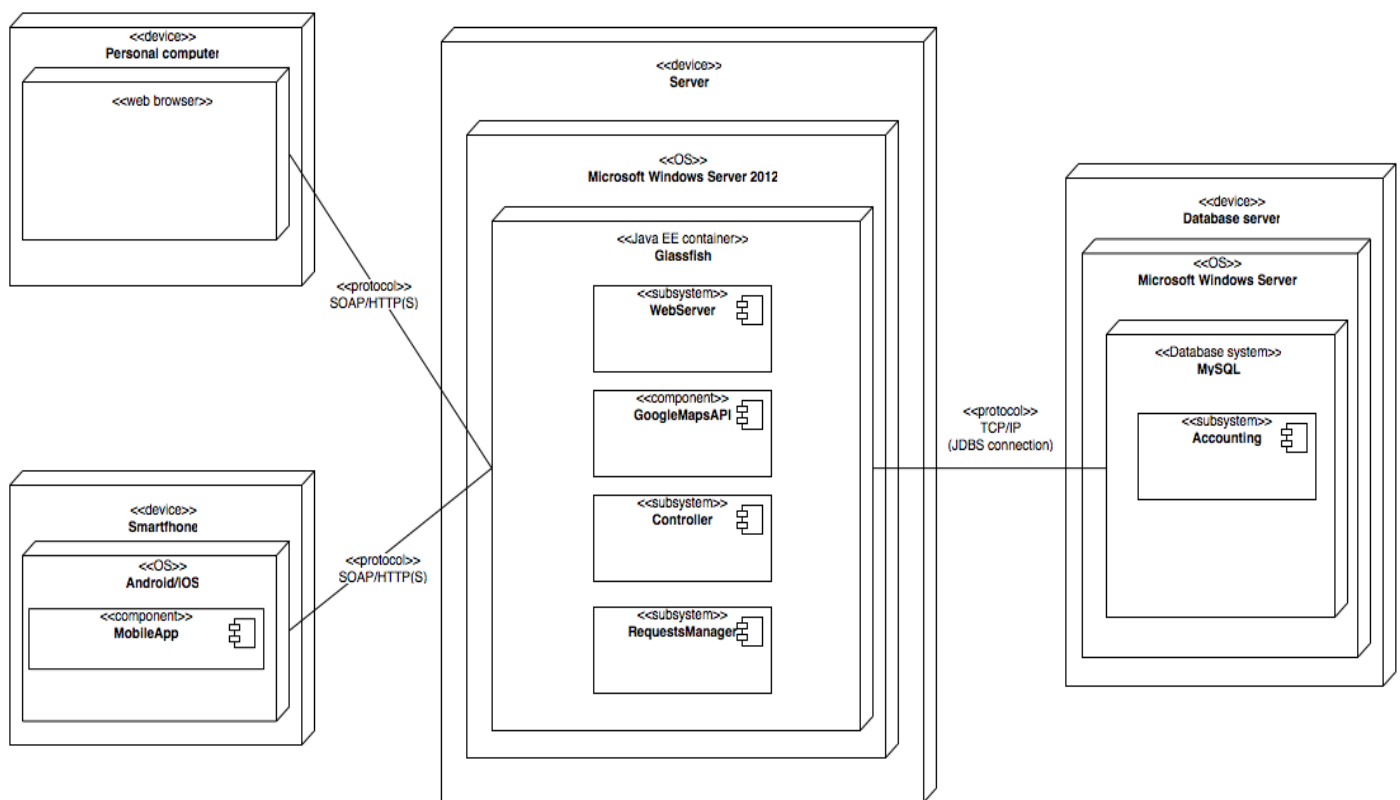 <<device>>
Personal computer
<<web browser>>
<<protocol>>
SOAP/HTTP(S)
<<device>>
Smartfhone
<<OS>>
Android/iOS
<<component>>
MobileApp
<<protocol>>
SOAP/HTTP(S)
<<device>>
Server
<<OS>>
Microsoft Windows Server 2012
<<Java EE container>>
Glassfish
<<subsystem>>
WebServer
<<component>>
GoogleMapsAPI
<<subsystem>>
Controller
<<subsystem>>
RequestsManager
<<protocol>>
TCP/IP
(JDBS connection)
<<device>>
Database server
<<OS>>
Microsoft Windows Server
<<Database system>>
MySQL
<<subsystem>>
Accounting